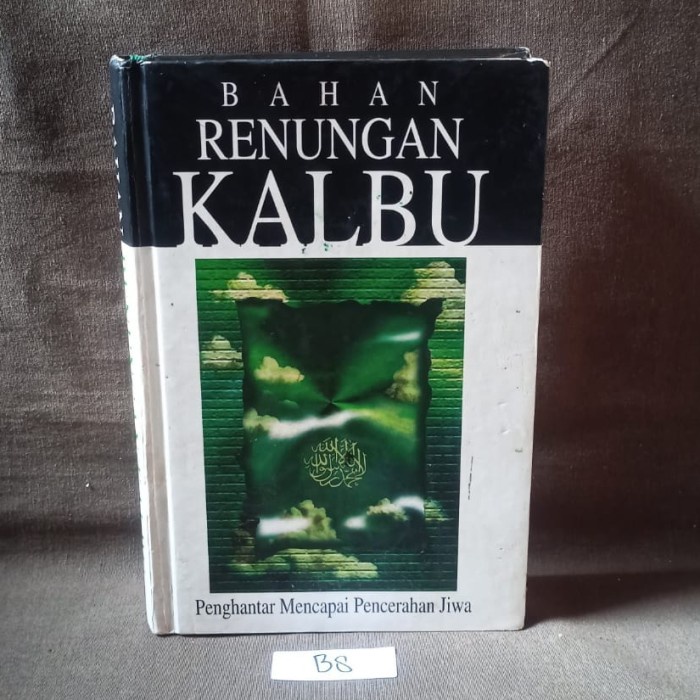 BAHAN
RENUNGAN
KALBU
Penghantar Mencapai Pencerahan Jiwa
B8